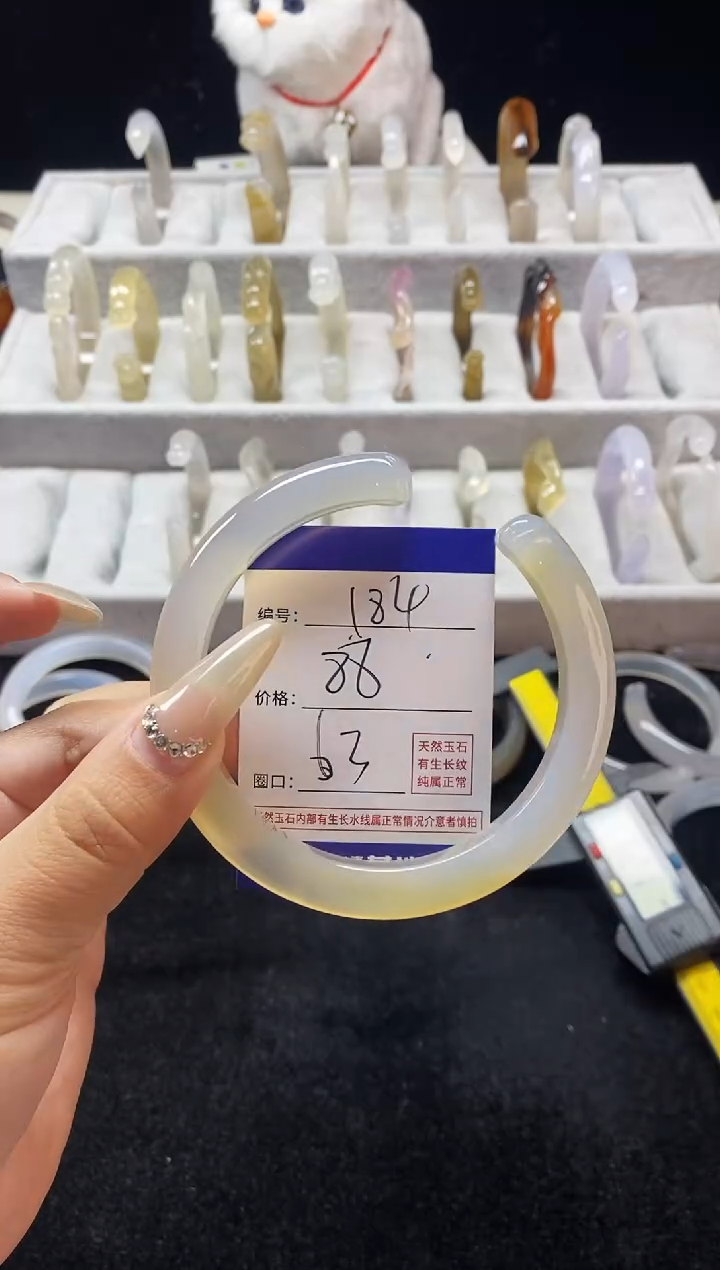 编号: 184
价格: 88
圈口: 53
天然玉石
有生长纹
纯属正常
然玉石内部有生长水线属正常情况介意者慎拍